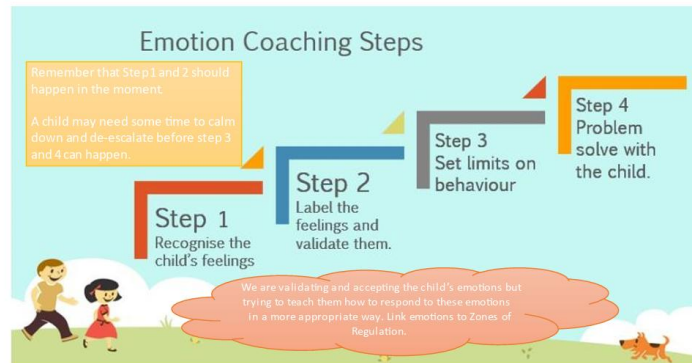 Emotion Coaching Steps
Remember that Step 1 and 2 should
happen in the moment.
A child may need some time to calm
down and de-escalate before step 3
and 4 can happen.
Step 1
Recognise the
child's feelings
Step 2
Label the
feelings and
validate them.
Step 3
Set limits on
behaviour
Step 4
Problem
solve with
the child.
We are validating and accepting the child's emotions but
trying to teach them how to respond to these emotions
in a more appropriate way. Link emotions to Zones of
Regulation.